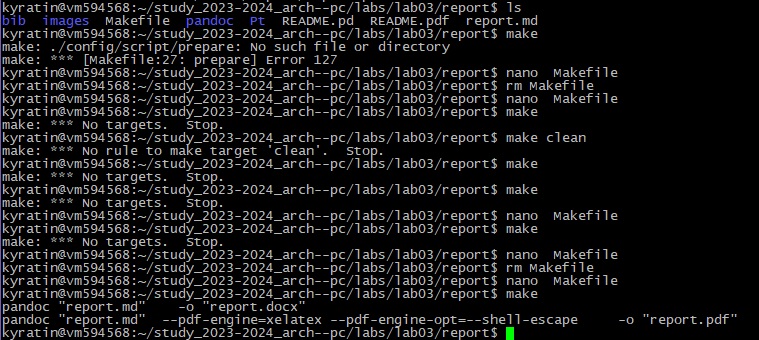 kyratin@vm594568:~/study_2023-2024_arch--pc/labs/lab03/report$ ls
bib  images  Makefile  pandoc  Pt  README.pd  README.pdf  report.md
kyratin@vm594568:~/study_2023-2024_arch--pc/labs/lab03/report$ make
make: ./config/script/prepare: No such file or directory
make: *** [Makefile:27: prepare] Error 127
kyratin@vm594568:~/study_2023-2024_arch--pc/labs/lab03/report$ nano  Makefile
kyratin@vm594568:~/study_2023-2024_arch--pc/labs/lab03/report$ rm Makefile
kyratin@vm594568:~/study_2023-2024_arch--pc/labs/lab03/report$ nano  Makefile
kyratin@vm594568:~/study_2023-2024_arch--pc/labs/lab03/report$ make
make: *** No targets.  Stop.
kyratin@vm594568:~/study_2023-2024_arch--pc/labs/lab03/report$ make clean
make: *** No rule to make target 'clean'.  Stop.
kyratin@vm594568:~/study_2023-2024_arch--pc/labs/lab03/report$ make
make: *** No targets.  Stop.
kyratin@vm594568:~/study_2023-2024_arch--pc/labs/lab03/report$ make
make: *** No targets.  Stop.
kyratin@vm594568:~/study_2023-2024_arch--pc/labs/lab03/report$ nano  Makefile
kyratin@vm594568:~/study_2023-2024_arch--pc/labs/lab03/report$ make
make: *** No targets.  Stop.
kyratin@vm594568:~/study_2023-2024_arch--pc/labs/lab03/report$ nano  Makefile
kyratin@vm594568:~/study_2023-2024_arch--pc/labs/lab03/report$ rm Makefile
kyratin@vm594568:~/study_2023-2024_arch--pc/labs/lab03/report$ nano  Makefile
kyratin@vm594568:~/study_2023-2024_arch--pc/labs/lab03/report$ make
pandoc "report.md"    -o "report.docx"
pandoc "report.md"  --pdf-engine=xelatex --pdf-engine-opt=--shell-escape    -o "report.pdf"
kyratin@vm594568:~/study_2023-2024_arch--pc/labs/lab03/report$